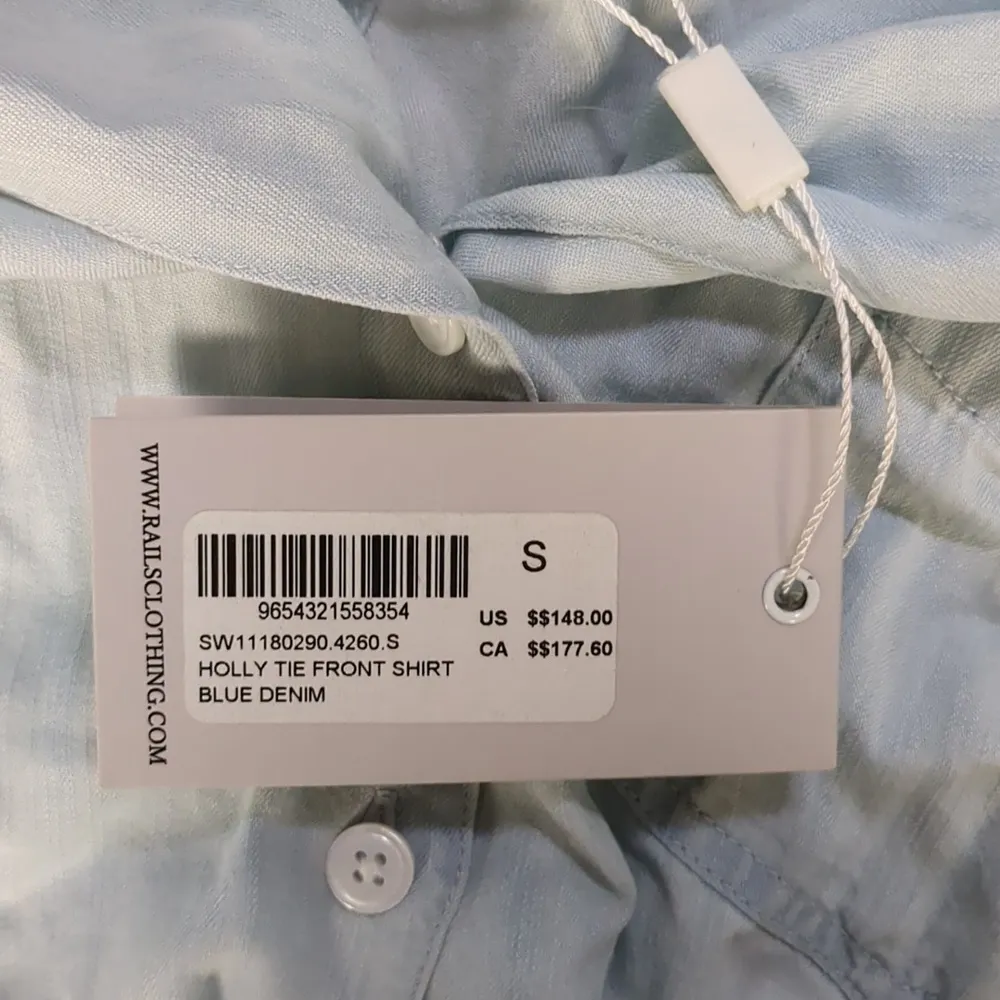 WWW.RAILSCLOTHING.COM
S
9654321558354
US $$148.00
SW11180290.4260.S
CA $$177.60
HOLLY TIE FRONT SHIRT
BLUE DENIM